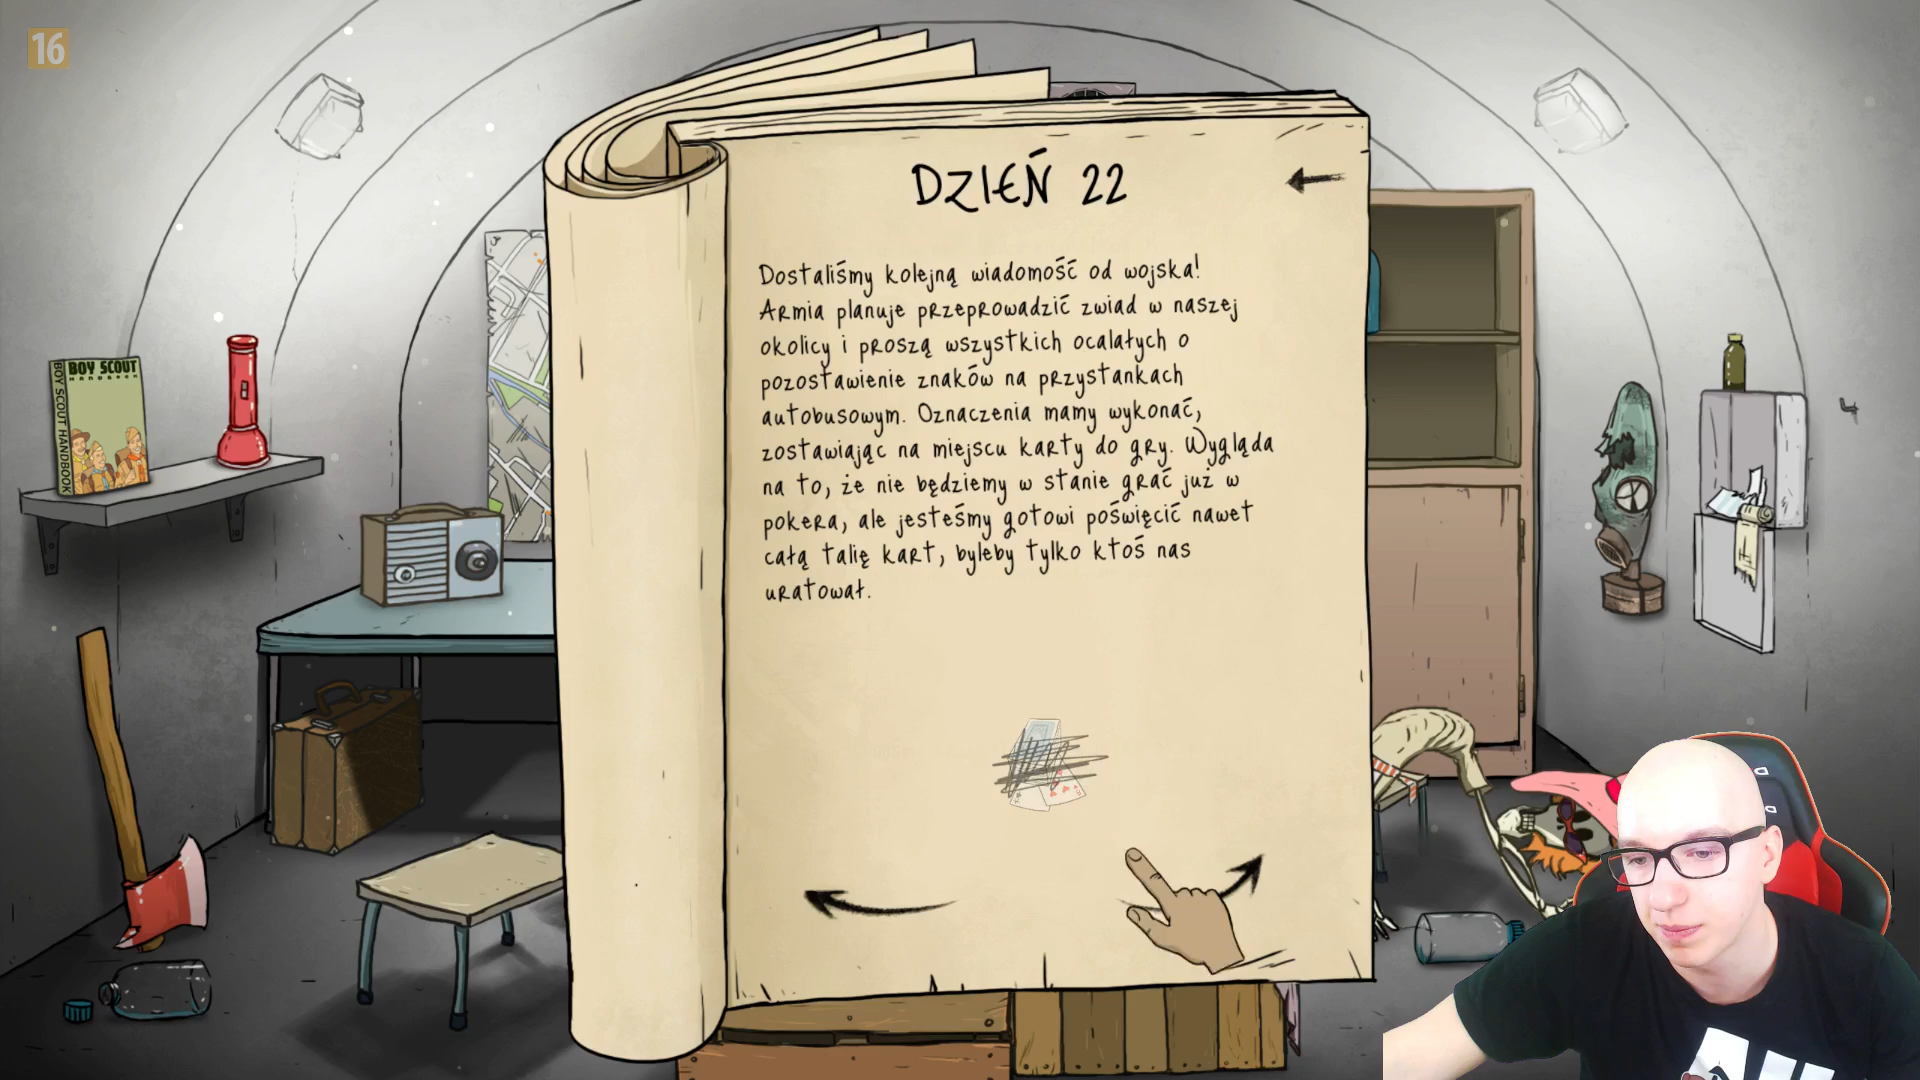 16
DZIEŃ 22
Dostaliśmy kolejną wiadomość od wojska!
Armia planuje przeprowadzić zwiad w naszej
okolicy i proszą wszystkich ocalałych o
pozostawienie znaków na przystankach
autobusowym. Oznaczenia mamy wykonać,
zostawiając na miejscu karty do gry. Wygląda
na to, że nie będziemy w stanie grać już w
pokera, ale jesteśmy gotowi poświęcić nawet
całą talię kart, byleby tylko ktoś nas
uratował.
BOY SCOUT
HANDBOOK
BOY SCOUT HANDBOOK